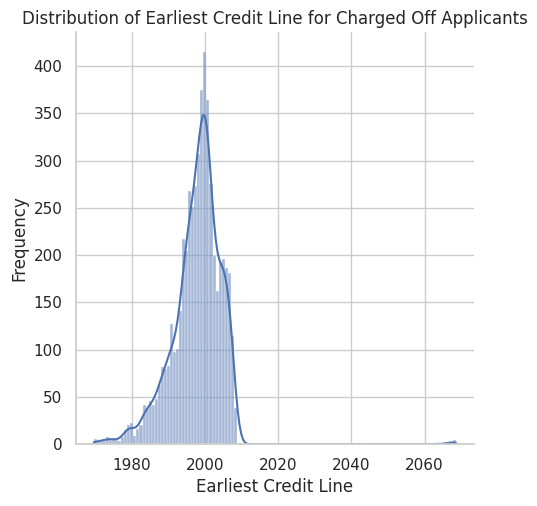 Distribution of Earliest Credit Line for Charged Off Applicants
400
350
300
250
200
150
100
50
0
Frequency
1980 2000 2020 2040 2060
Earliest Credit Line